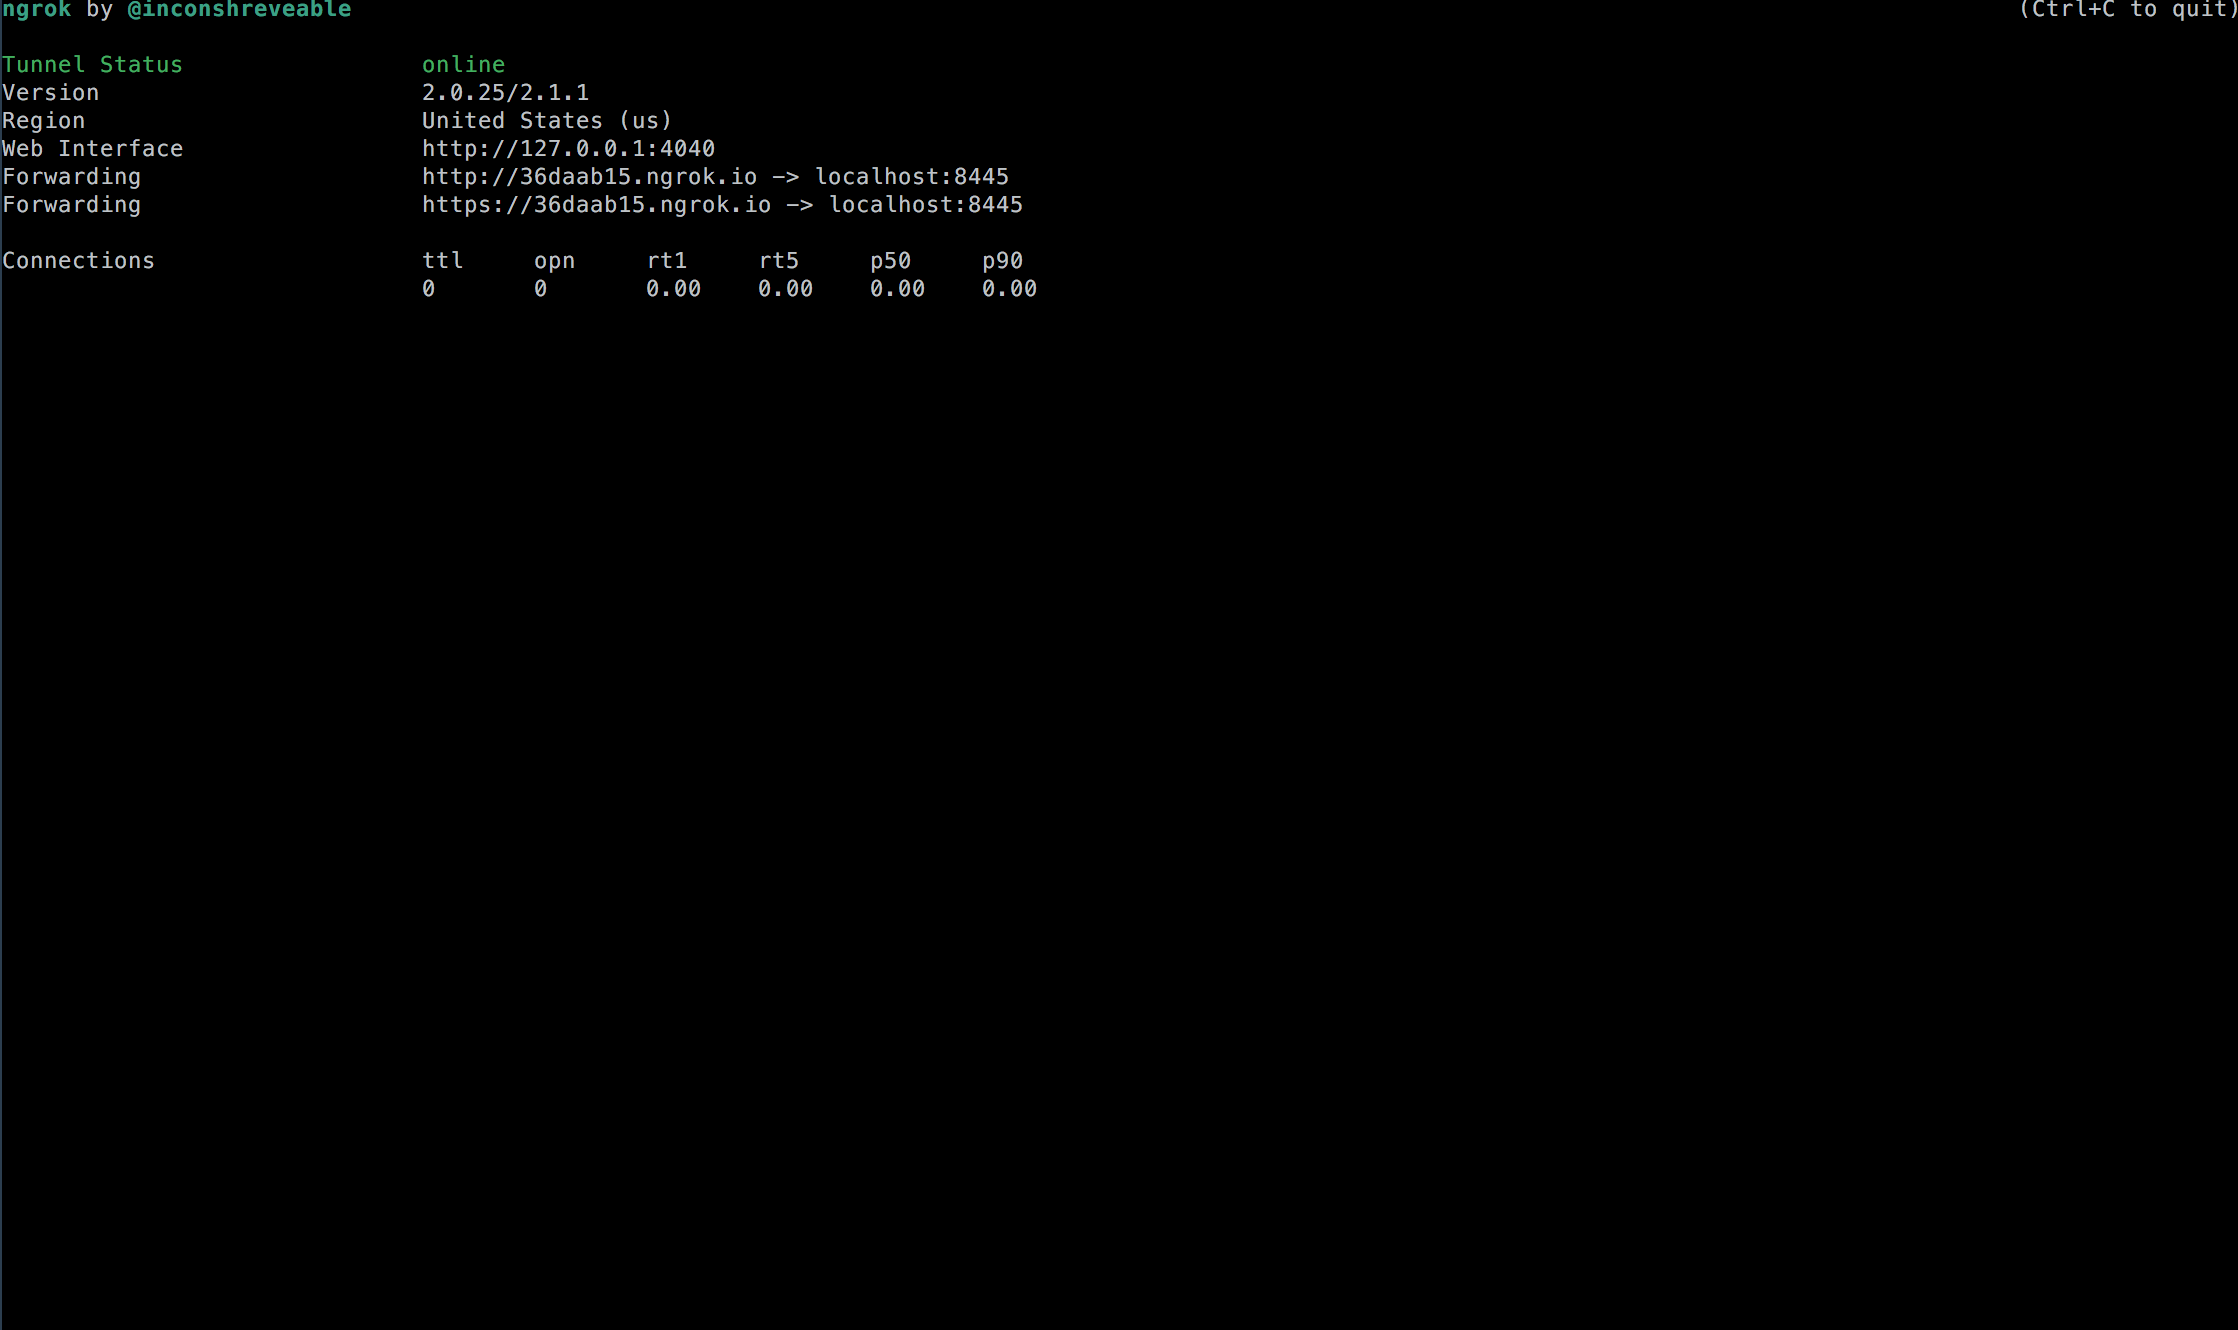 ngrok by @inconshreveable (Ctrl+C to quit)
Tunnel Status online
Version 2.0.25/2.1.1
Region United States (us)
Web Interface http://127.0.0.1:4040
Forwarding http://36daab15.ngrok.io -> localhost:8445
Forwarding https://36daab15.ngrok.io -> localhost:8445
Connections ttl opn rt1 rt5 p50 p90
0 0 0.00 0.00 0.00 0.00